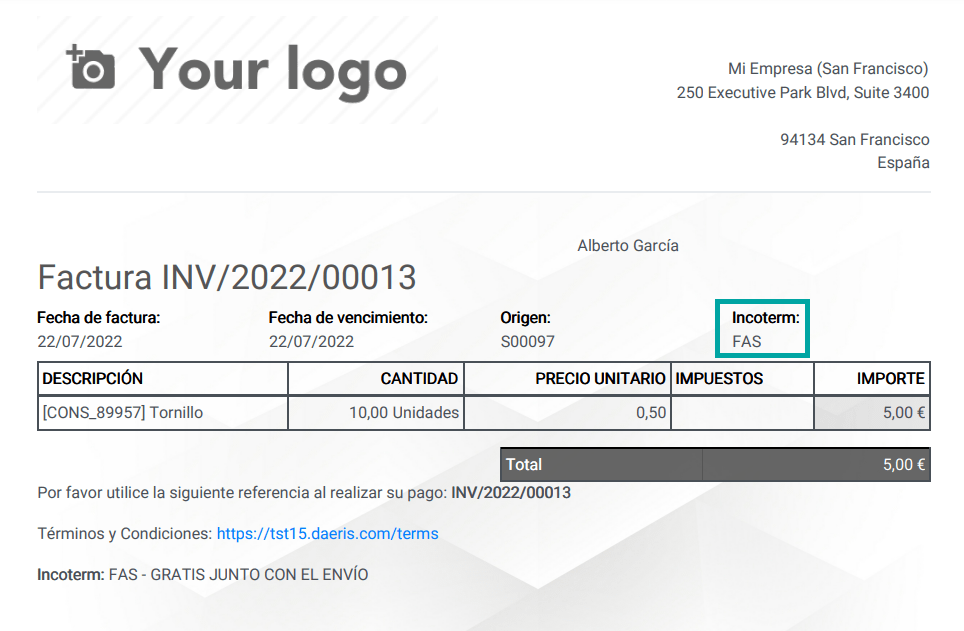 Your logo
Mi Empresa (San Francisco)
250 Executive Park Blvd, Suite 3400
94134 San Francisco
España
Alberto García
Factura INV/2022/00013
Fecha de factura: Fecha de vencimiento: Origen: Incoterm:
22/07/2022 22/07/2022 S00097 FAS
DESCRIPCIÓN CANTIDAD PRECIO UNITARIO IMPUESTOS IMPORTE
[CONS_89957] Tornillo 10,00 Unidades 0,50 5,00 €
Total 5,00 €
Por favor utilice la siguiente referencia al realizar su pago: INV/2022/00013
Términos y Condiciones: https://tst15.daeris.com/terms
Incoterm: FAS - GRATIS JUNTO CON EL ENVÍO